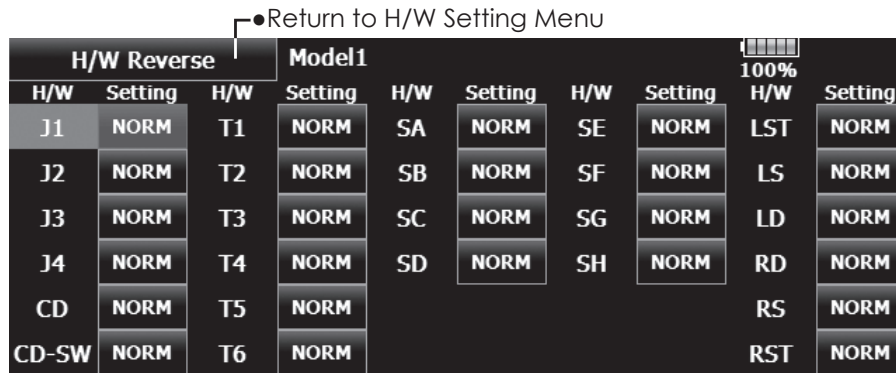 ●Return to H/W Setting Menu
H/W Reverse Model1 100%
H/W Setting H/W Setting H/W Setting H/W Setting H/W Setting
J1 NORM T1 NORM SA NORM SE NORM LST NORM
J2 NORM T2 NORM SB NORM SF NORM LS NORM
J3 NORM T3 NORM SC NORM SG NORM LD NORM
J4 NORM T4 NORM SD NORM SH NORM RD NORM
CD NORM T5 NORM RS NORM
CD-SW NORM T6 NORM RST NORM